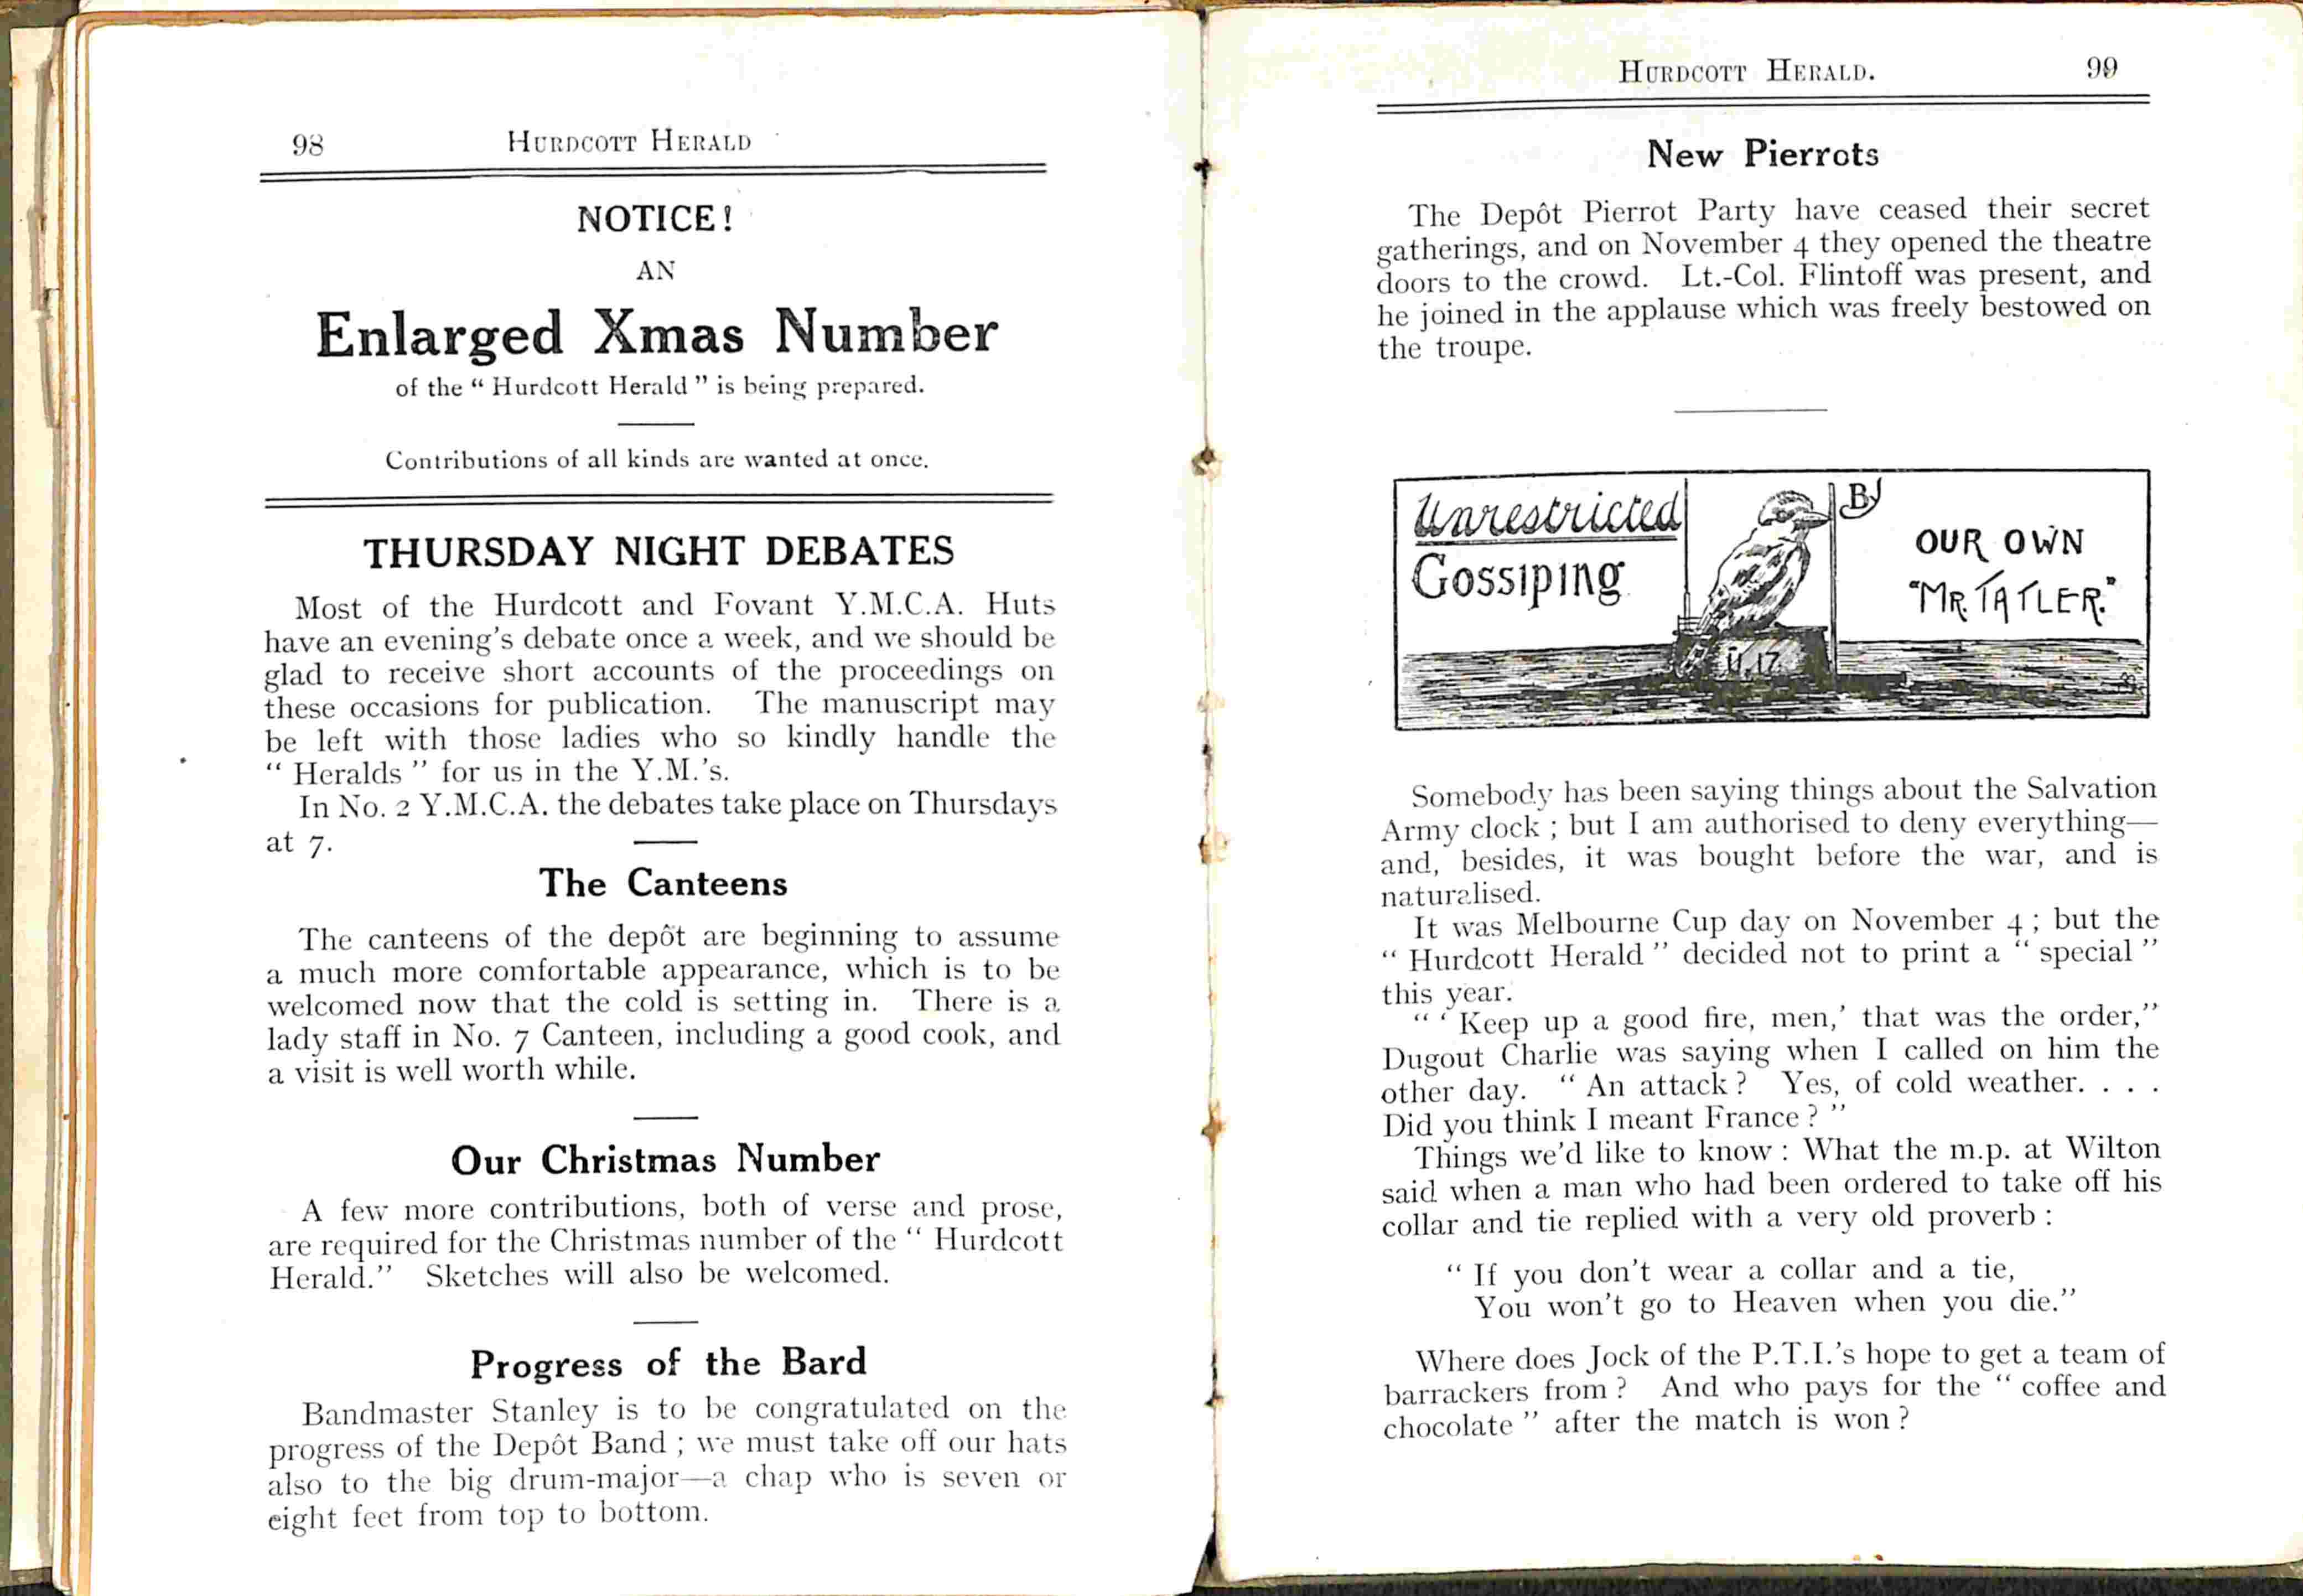 98 HURDCOTT HERALD
NOTICE!
AN
Enlarged Xmas Number
of the “ Hurdcott Herald ” is being prepared.
Contributions of all kinds are wanted at once.
THURSDAY NIGHT DEBATES
Most of the Hurdcott and Fovant Y.M.C.A. Huts
have an evening’s debate once a week, and we should be
glad to receive short accounts of the proceedings on
these occasions for publication. The manuscript may
be left with those ladies who so kindly handle the
“ Heralds ” for us in the Y.M.’s.
In No. 2 Y.M.C.A. the debates take place on Thursdays
at 7.
The Canteens
The canteens of the depôt are beginning to assume
a much more comfortable appearance, which is to be
welcomed now that the cold is setting in. There is a
lady staff in No. 7 Canteen, including a good cook, and
a visit is well worth while.
Our Christmas Number
A few more contributions, both of verse and prose,
are required for the Christmas number of the “ Hurdcott
Herald.” Sketches will also be welcomed.
Progress of the Bard
Bandmaster Stanley is to be congratulated on the
progress of the Depôt Band ; we must take off our hats
also to the big drum-major—a chap who is seven or
eight feet from top to bottom.
HURDCOTT HERALD. 99
New Pierrots
The Depôt Pierrot Party have ceased their secret
gatherings, and on November 4 they opened the theatre
doors to the crowd. Lt.-Col. Flintoff was present, and
he joined in the applause which was freely bestowed on
the troupe.
Unrestricted
Gossiping
By
OUR OWN
“MR. TATLER.”
U 17
Somebody has been saying things about the Salvation
Army clock ; but I am authorised to deny everything—
and, besides, it was bought before the war, and is
naturalised.
It was Melbourne Cup day on November 4 ; but the
“ Hurdcott Herald ” decided not to print a “ special ”
this year.
“ ‘ Keep up a good fire, men,’ that was the order,”
Dugout Charlie was saying when I called on him the
other day. “ An attack ? Yes, of cold weather. . . .
Did you think I meant France ? ”
Things we’d like to know : What the m.p. at Wilton
said when a man who had been ordered to take off his
collar and tie replied with a very old proverb :
“ If you don’t wear a collar and a tie,
You won’t go to Heaven when you die.”
Where does Jock of the P.T.I.’s hope to get a team of
barrackers from ? And who pays for the “ coffee and
chocolate ” after the match is won ?